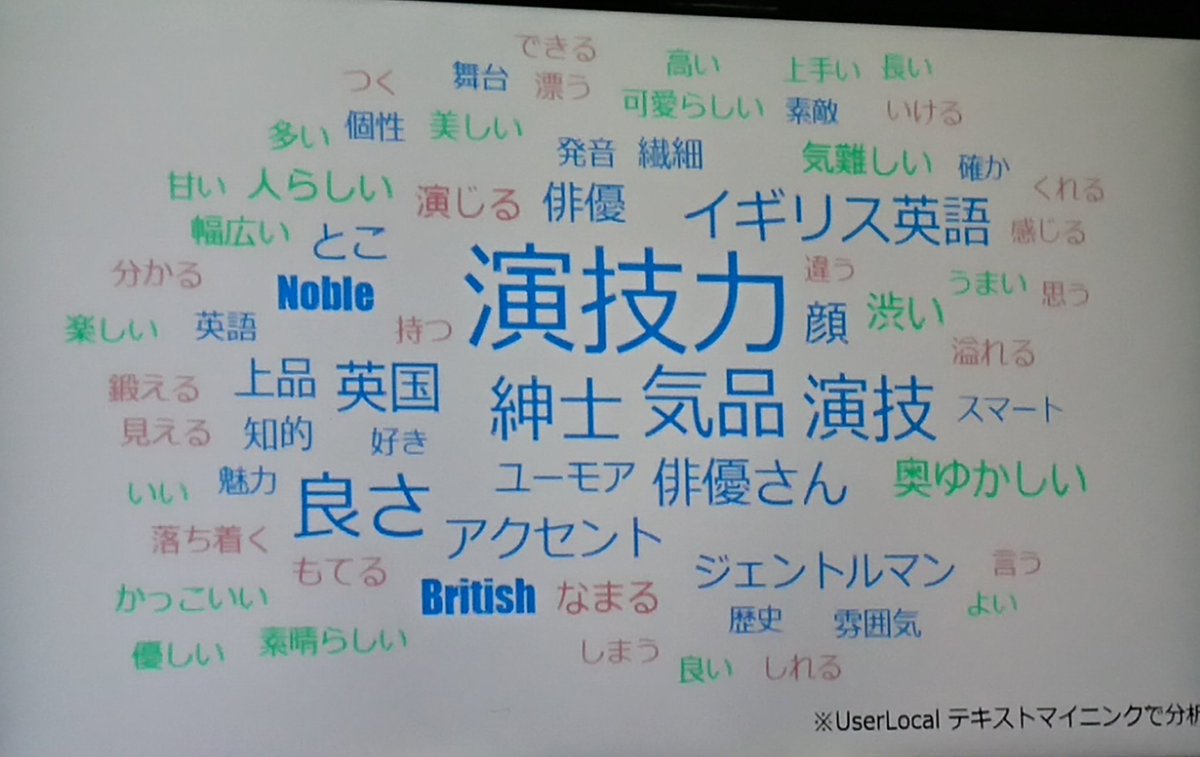 できる
つく 舞台 漂う 高い 上手い 長い
多い 個性 美しい 可愛らしい 素敵 いける
発音 繊細 気難しい 確か
甘い 人らしい 演じる 俳優 イギリス英語 くれる
幅広い とこ 感じる
分かる Noble 演技力 違う うまい 思う
楽しい 英語 持つ 顔 渋い
溢れる
鍛える 上品 英国 紳士 気品 演技 スマート
見える 知的 好き
いい 魅力 良さ ユーモア 俳優さん 奥ゆかしい
落ち着く アクセント
もてる ジェントルマン 言う
かっこいい British なまる よい
歴史 雰囲気
優しい 素晴らしい しまう 良い しれる
※UserLocal テキストマイニングで分析